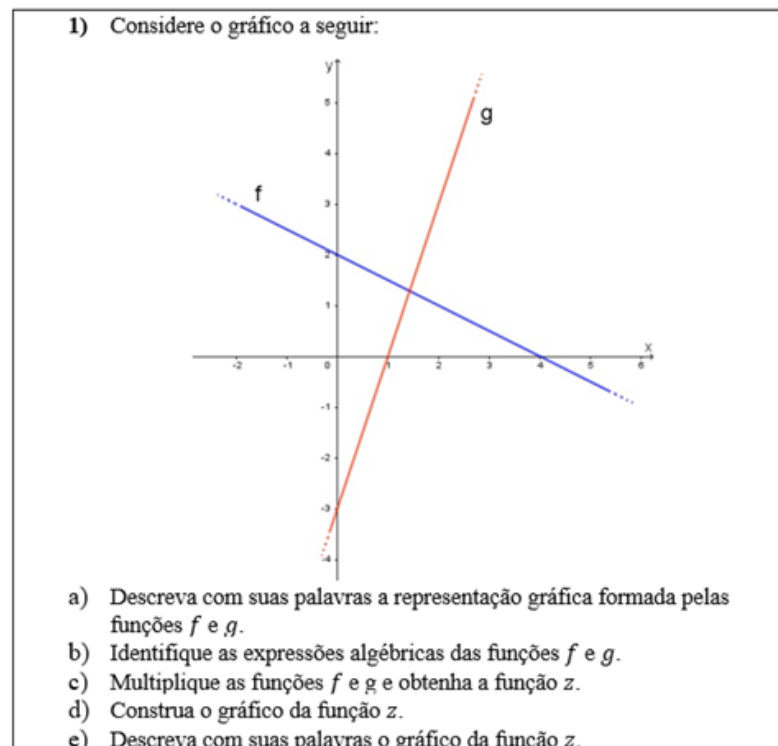 1) Considere o gráfico a seguir:
y
5
g
4
f
3
2
1
x
-2 -1 0 1 2 3 4 5 6
-1
-2
-3
-4
a) Descreva com suas palavras a representação gráfica formada pelas
funções f e g.
b) Identifique as expressões algébricas das funções f e g.
c) Multiplique as funções f e g e obtenha a função z.
d) Construa o gráfico da função z.
e) Descreva com suas palavras o gráfico da função z.